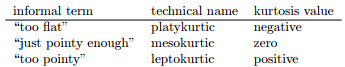 informal term technical name kurtosis value
“too flat” platykurtic negative
“just pointy enough” mesokurtic zero
“too pointy” leptokurtic positive